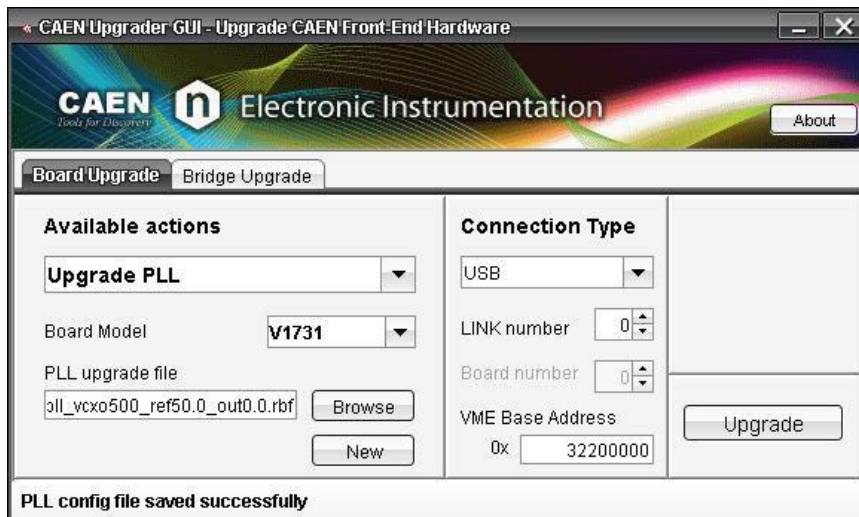 CAEN Upgrader GUI - Upgrade CAEN Front-End Hardware
CAEN n Electronic Instrumentation
Tools for Discovery
About
Board Upgrade Bridge Upgrade
Available actions
Upgrade PLL
Board Model V1731
PLL upgrade file
oll_vcxo500_ref50.0_out0.0.rbf Browse
New
Connection Type
USB
LINK number 0
Board number 0
VME Base Address
0x 32200000
Upgrade
PLL config file saved successfully